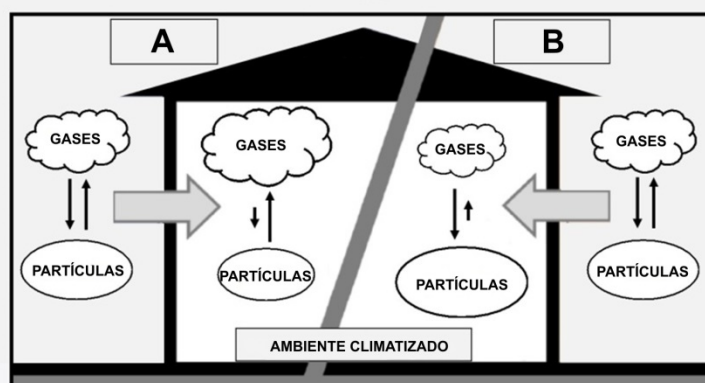 A
B
GASES
GASES
GASES
GASES
PARTÍCULAS
PARTÍCULAS
PARTÍCULAS
PARTÍCULAS
AMBIENTE CLIMATIZADO